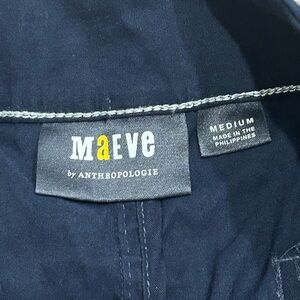 MaEVe
by ANTHROPOLOGIE
MEDIUM
MADE IN THE
PHILIPPINES